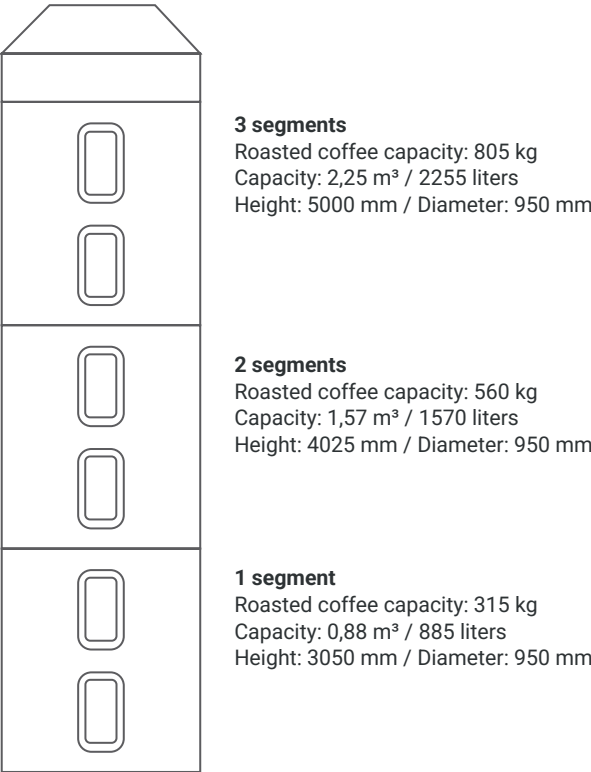 3 segments
Roasted coffee capacity: 805 kg
Capacity: 2,25 m³ / 2255 liters
Height: 5000 mm / Diameter: 950 mm
2 segments
Roasted coffee capacity: 560 kg
Capacity: 1,57 m³ / 1570 liters
Height: 4025 mm / Diameter: 950 mm
1 segment
Roasted coffee capacity: 315 kg
Capacity: 0,88 m³ / 885 liters
Height: 3050 mm / Diameter: 950 mm